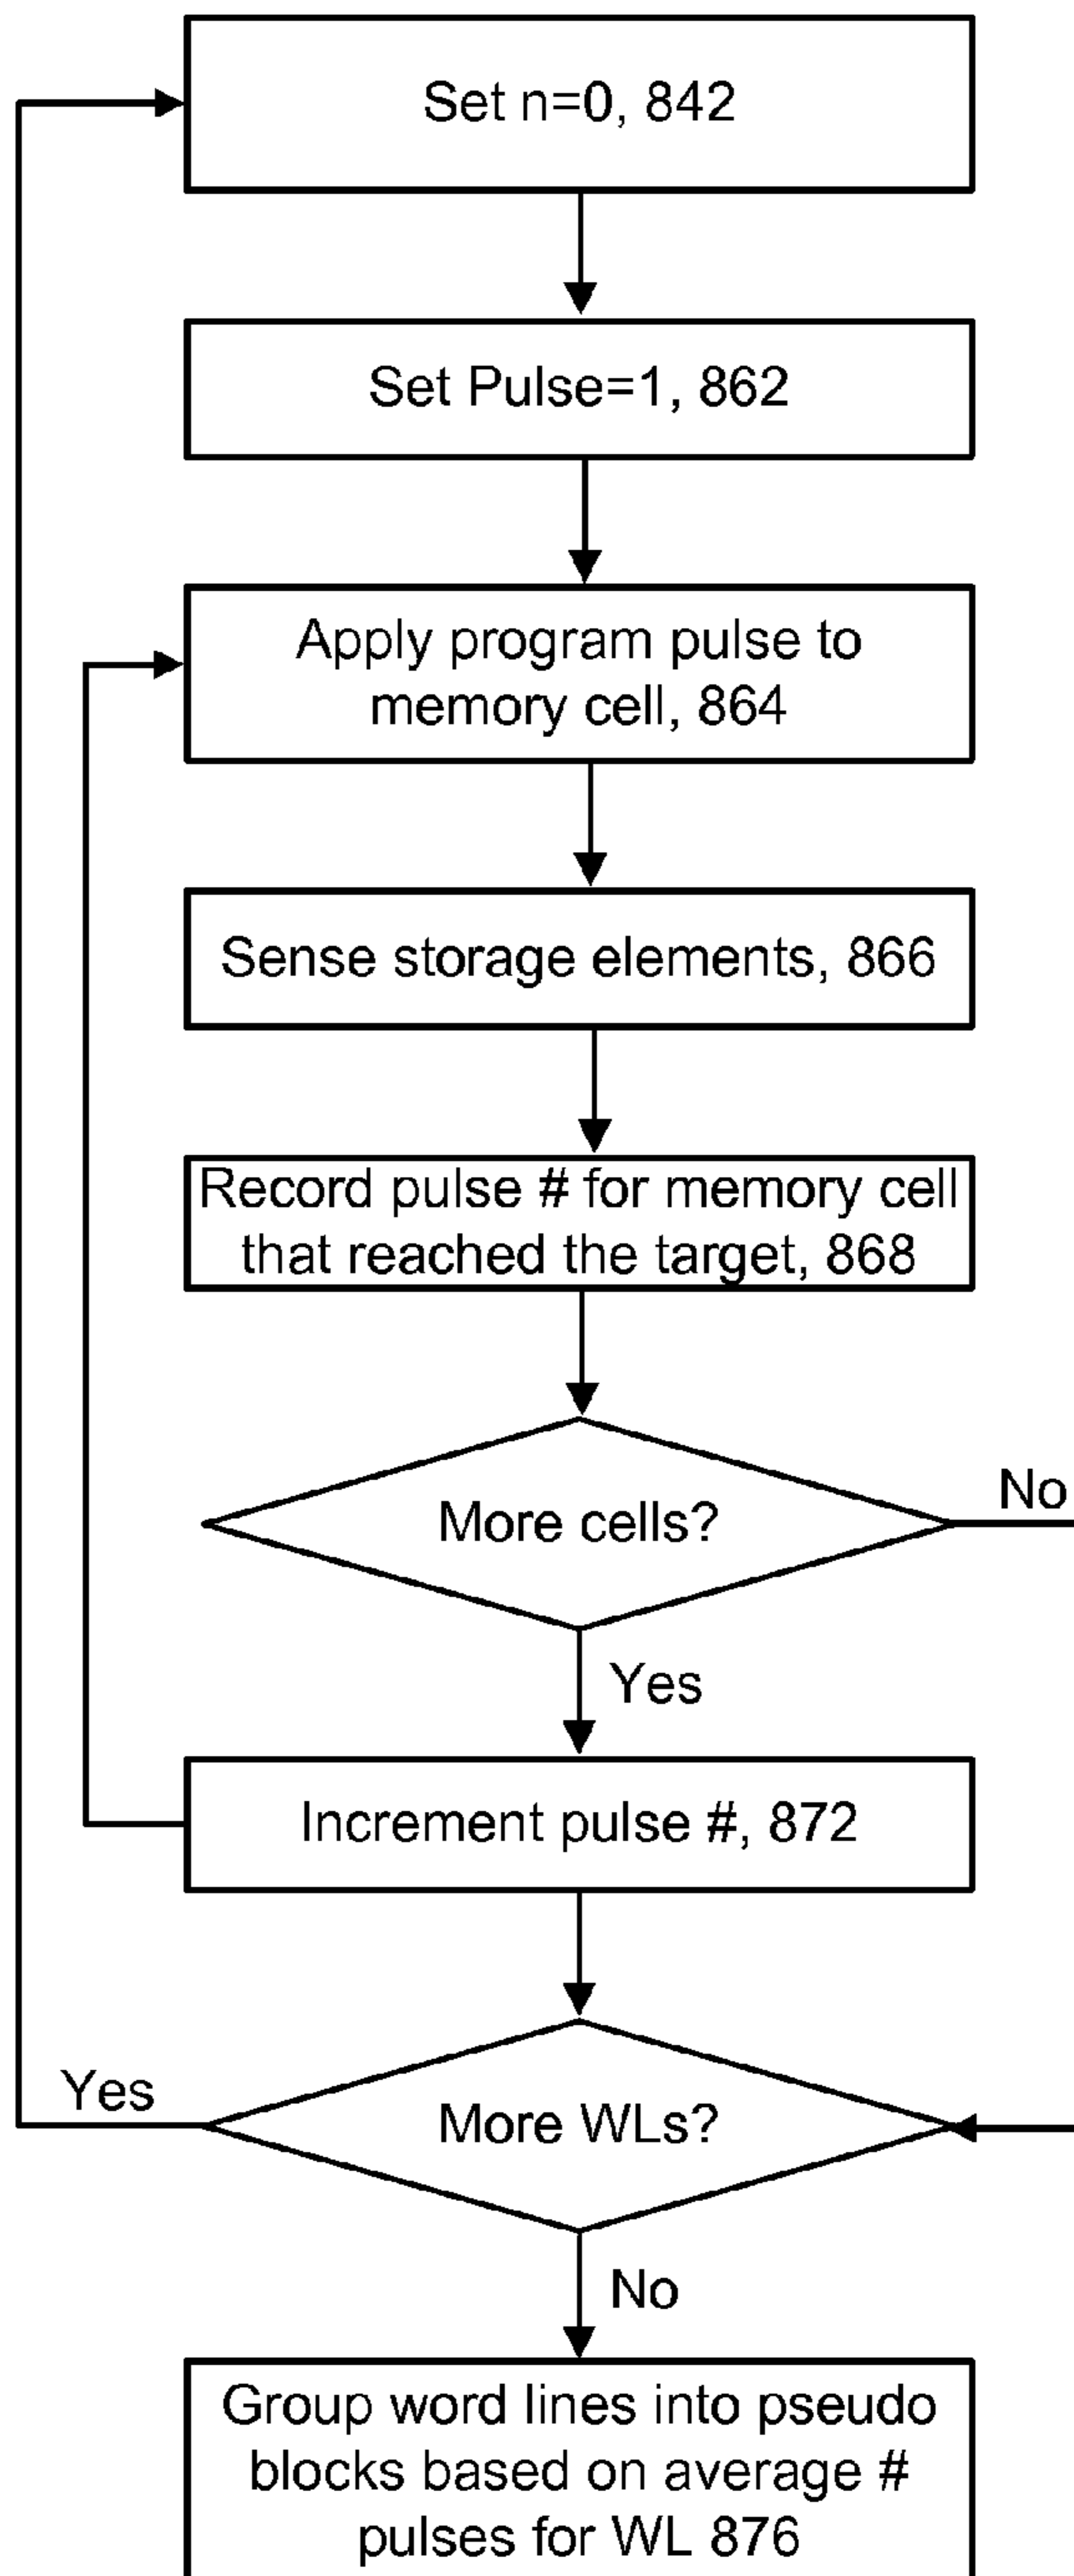 Set n=0, 842
Set Pulse=1, 862
Apply program pulse to
memory cell, 864
Sense storage elements, 866
Record pulse # for memory cell
that reached the target, 868
More cells?
No
Yes
Increment pulse #, 872
Yes
More WLs?
No
Group word lines into pseudo
blocks based on average #
pulses for WL 876